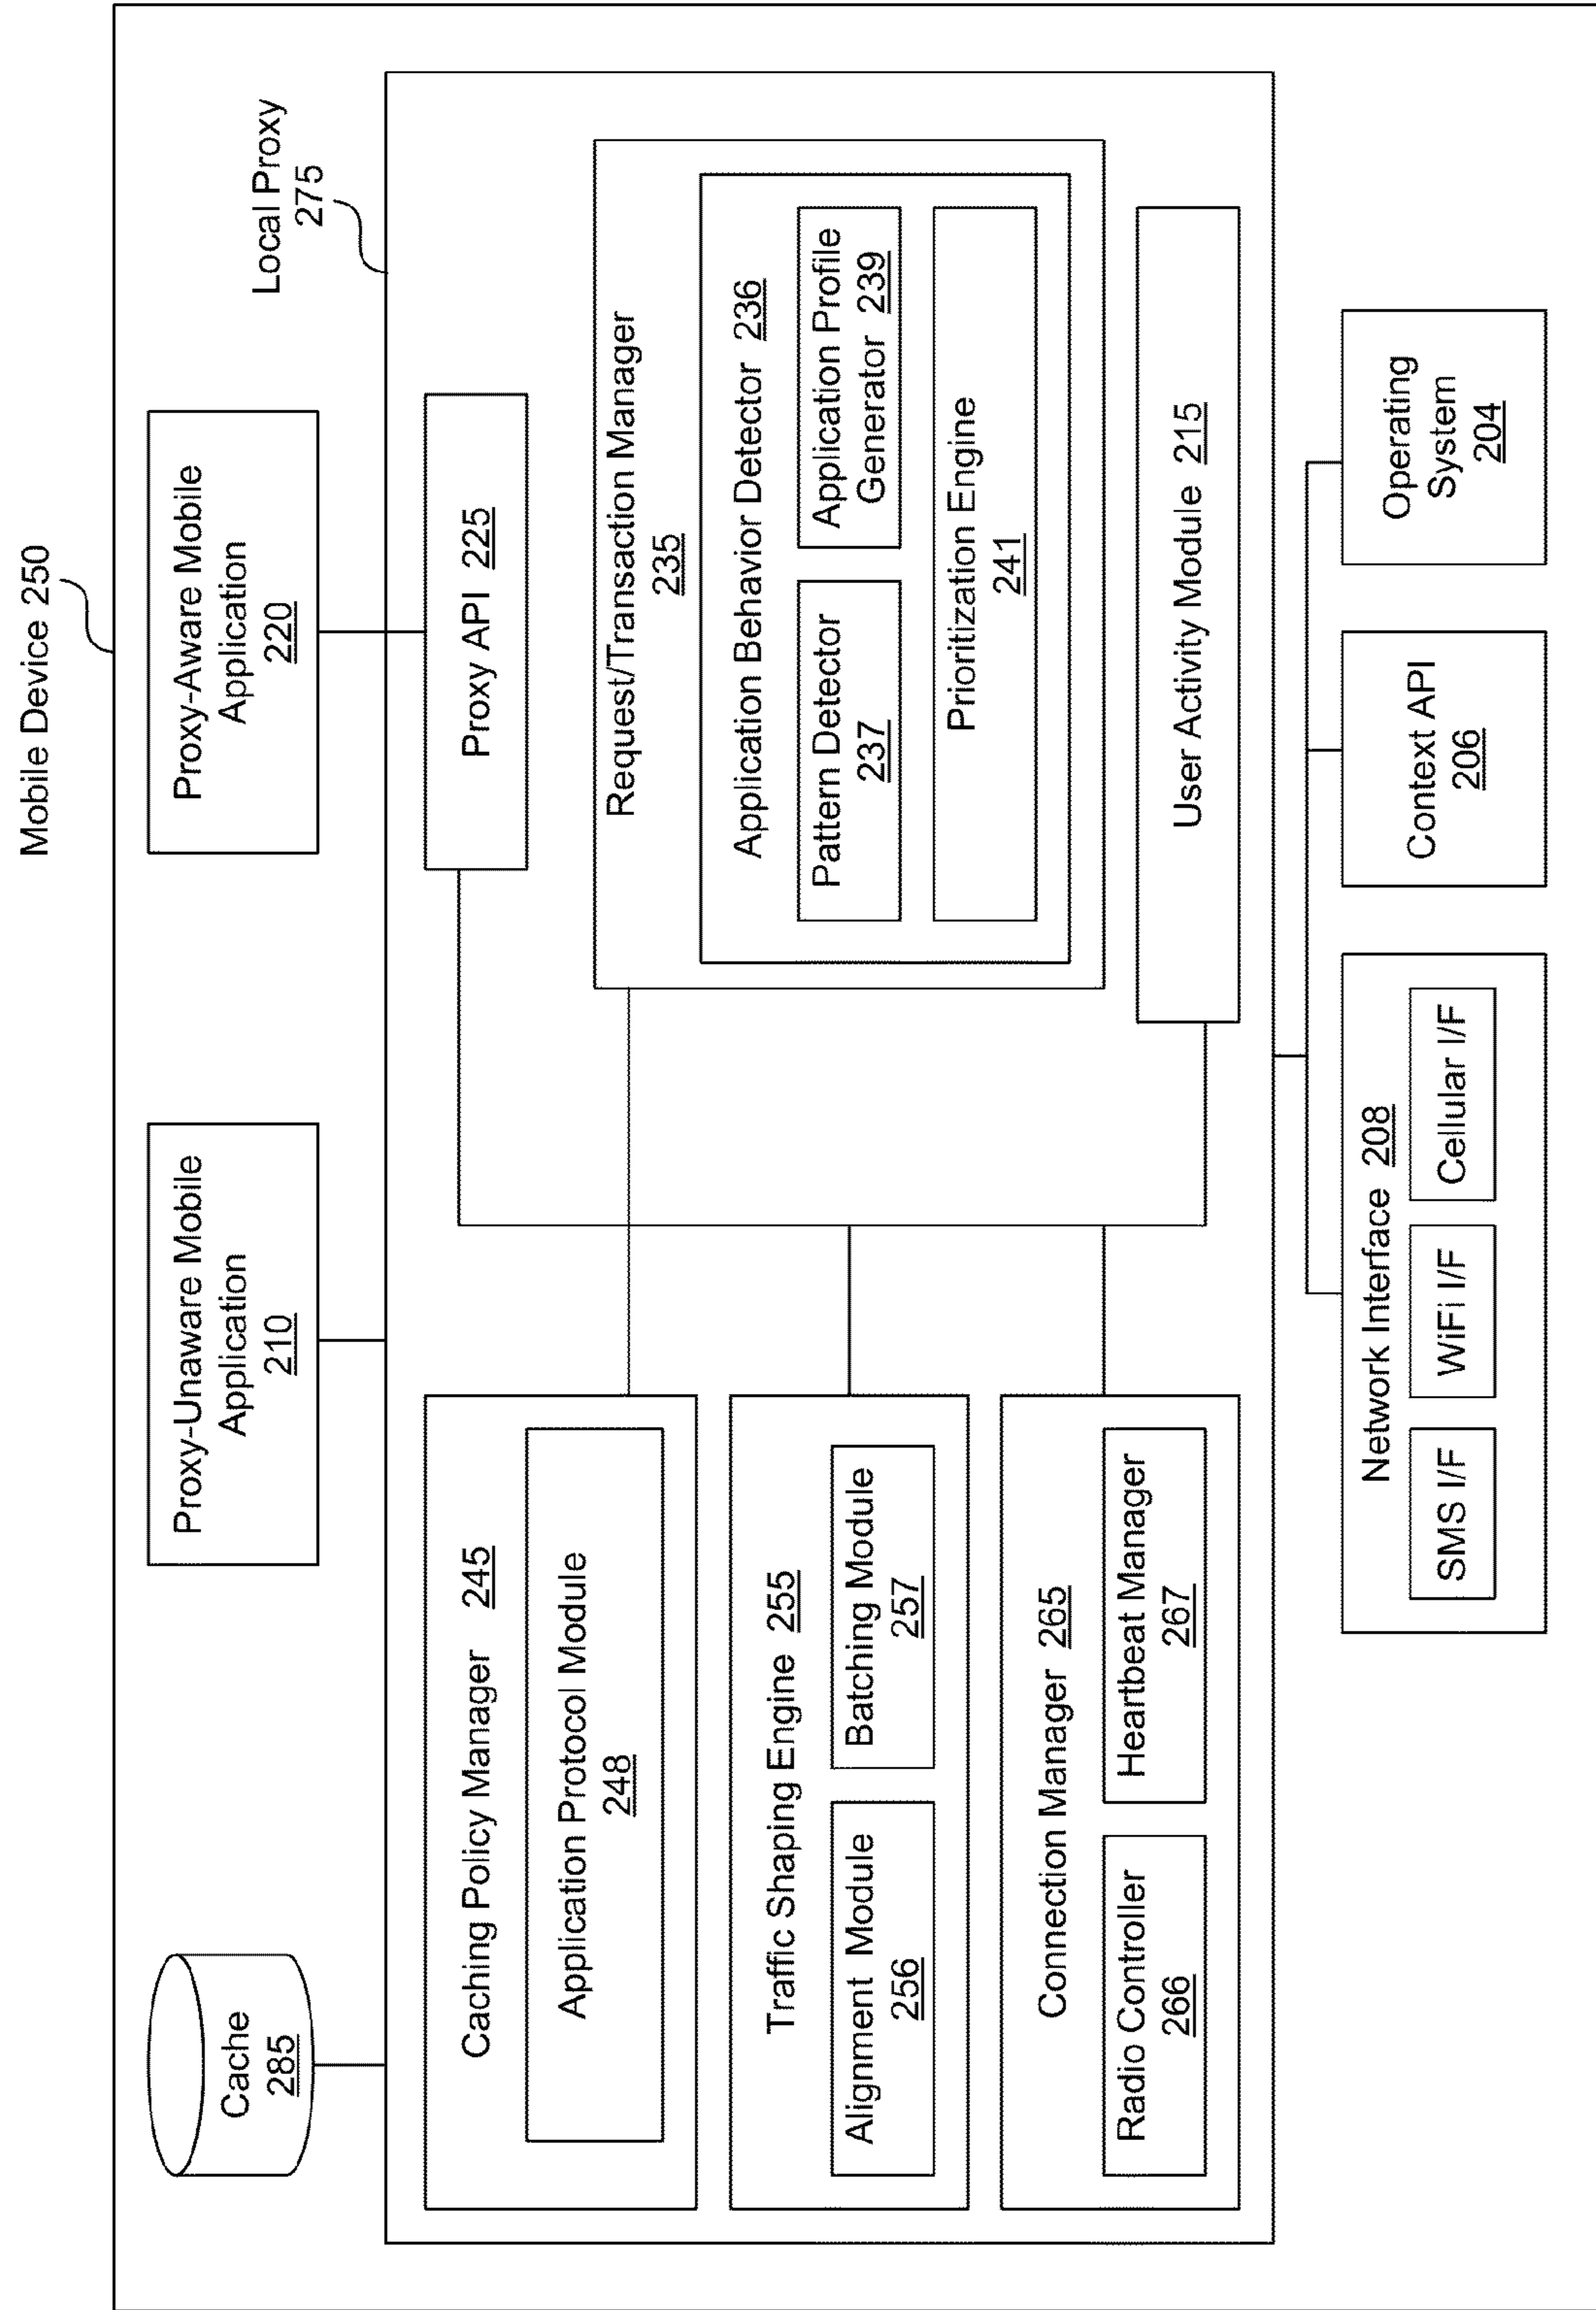 Mobile Device 250
Local Proxy
275
Cache
285
Proxy-Unaware Mobile
Application
210
Proxy-Aware Mobile
Application
220
Caching Policy Manager 245
Application Protocol Module
248
Traffic Shaping Engine 255
Alignment Module
256
Batching Module
257
Connection Manager 265
Radio Controller
266
Heartbeat Manager
267
Proxy API 225
Request/Transaction Manager
235
Application Behavior Detector 236
Pattern Detector
237
Application Profile
Generator 239
Prioritization Engine
241
User Activity Module 215
Network Interface 208
SMS I/F
WiFi I/F
Cellular I/F
Context API
206
Operating
System
204